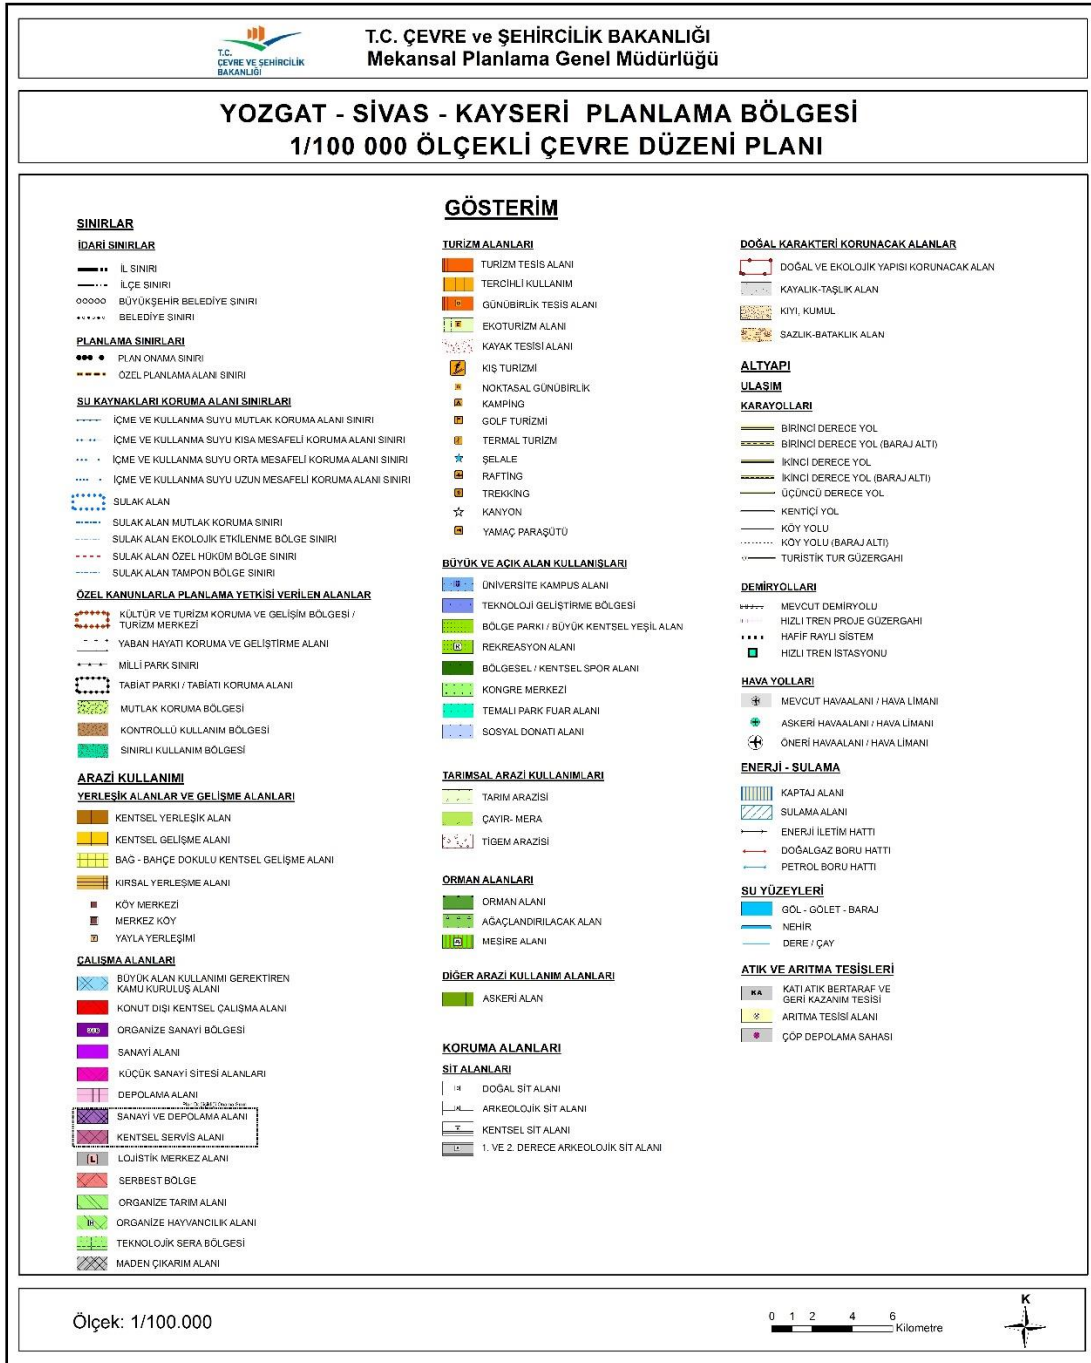 T.C.
ÇEVRE VE ŞEHİRCİLİK
BAKANLIĞI
T.C. ÇEVRE ve ŞEHİRCİLİK BAKANLIĞI
Mekansal Planlama Genel Müdürlüğü
YOZGAT - SİVAS - KAYSERİ PLANLAMA BÖLGESİ
1/100 000 ÖLÇEKLİ ÇEVRE DÜZENİ PLANI
GÖSTERİM
SINIRLAR
İDARİ SINIRLAR
İL SINIRI
İLÇE SINIRI
BÜYÜKŞEHİR BELEDİYE SINIRI
BELEDİYE SINIRI
PLANLAMA SINIRLARI
PLAN ONAMA SINIRI
ÖZEL PLANLAMA ALANI SINIRI
SU KAYNAKLARI KORUMA ALANI SINIRLARI
İÇME VE KULLANMA SUYU MUTLAK KORUMA ALANI SINIRI
İÇME VE KULLANMA SUYU KISA MESAFELİ KORUMA ALANI SINIRI
İÇME VE KULLANMA SUYU ORTA MESAFELİ KORUMA ALANI SINIRI
İÇME VE KULLANMA SUYU UZUN MESAFELİ KORUMA ALANI SINIRI
SULAK ALAN
SULAK ALAN MUTLAK KORUMA SINIRI
SULAK ALAN EKOLOJİK ETKİLENME BÖLGE SINIRI
SULAK ALAN ÖZEL HÜKÜM BÖLGE SINIRI
SULAK ALAN TAMPON BÖLGE SINIRI
ÖZEL KANUNLARLA PLANLAMA YETKİSİ VERİLEN ALANLAR
KÜLTÜR VE TURİZM KORUMA VE GELİŞİM BÖLGESİ /
TURİZM MERKEZİ
YABAN HAYATI KORUMA VE GELİŞTİRME ALANI
MİLLİ PARK SINIRI
TABİAT PARKI / TABİATI KORUMA ALANI
MUTLAK KORUMA BÖLGESİ
KONTROLLÜ KULLANIM BÖLGESİ
SINIRLI KULLANIM BÖLGESİ
ARAZİ KULLANIMI
YERLEŞİK ALANLAR VE GELİŞME ALANLARI
KENTSEL YERLEŞİK ALAN
KENTSEL GELİŞME ALANI
BAĞ - BAHÇE DOKULU KENTSEL GELİŞME ALANI
KIRSAL YERLEŞME ALANI
KÖY MERKEZİ
MERKEZ KÖY
YAYLA YERLEŞİMİ
ÇALIŞMA ALANLARI
BÜYÜK ALAN KULLANIMI GEREKTİREN
KAMU KURULUŞ ALANI
KONUT DIŞI KENTSEL ÇALIŞMA ALANI
ORGANİZE SANAYİ BÖLGESİ
SANAYİ ALANI
KÜÇÜK SANAYİ SİTESİ ALANLARI
DEPOLAMA ALANI
SANAYİ VE DEPOLAMA ALANI
KENTSEL SERVİS ALANI
L LOJİSTİK MERKEZ ALANI
SERBEST BÖLGE
ORGANİZE TARIM ALANI
ORGANİZE HAYVANCILIK ALANI
TEKNOLOJİK SERA BÖLGESİ
MADEN ÇIKARIM ALANI
TURİZM ALANLARI
TURİZM TESİS ALANI
TERCİHLİ KULLANIM
GÜNÜBİRLİK TESİS ALANI
EKOTURİZM ALANI
KAYAK TESİSİ ALANI
KIŞ TURİZMİ
NOKTASAL GÜNÜBİRLİK
KAMPİNG
GOLF TURİZMİ
TERMAL TURİZM
ŞELALE
RAFTİNG
TREKKİNG
KANYON
YAMAÇ PARAŞÜTÜ
BÜYÜK VE AÇIK ALAN KULLANIŞLARI
ÜNİVERSİTE KAMPUS ALANI
TEKNOLOJİ GELİŞTİRME BÖLGESİ
BÖLGE PARKI / BÜYÜK KENTSEL YEŞİL ALAN
R REKREASYON ALANI
BÖLGESEL / KENTSEL SPOR ALANI
KONGRE MERKEZİ
TEMALI PARK FUAR ALANI
SOSYAL DONATI ALANI
TARIMSAL ARAZİ KULLANIMLARI
TARIM ARAZİSİ
ÇAYIR- MERA
TİGEM ARAZİSİ
ORMAN ALANLARI
ORMAN ALANI
AĞAÇLANDIRILACAK ALAN
MESİRE ALANI
DİĞER ARAZİ KULLANIM ALANLARI
ASKERİ ALAN
KORUMA ALANLARI
SİT ALANLARI
DOĞAL SİT ALANI
ARKEOLOJİK SİT ALANI
KENTSEL SİT ALANI
1. VE 2. DERECE ARKEOLOJİK SİT ALANI
DOĞAL KARAKTERİ KORUNACAK ALANLAR
DOĞAL VE EKOLOJİK YAPISI KORUNACAK ALAN
KAYALIK-TAŞLIK ALAN
KIYI, KUMUL
SAZLIK-BATAKLIK ALAN
ALTYAPI
ULAŞIM
KARAYOLLARI
BİRİNCİ DERECE YOL
BİRİNCİ DERECE YOL (BARAJ ALTI)
İKİNCİ DERECE YOL
İKİNCİ DERECE YOL (BARAJ ALTI)
ÜÇÜNCÜ DERECE YOL
KENTİÇİ YOL
KÖY YOLU
KÖY YOLU (BARAJ ALTI)
TURİSTİK TUR GÜZERGAHI
DEMİRYOLLARI
MEVCUT DEMİRYOLU
HIZLI TREN PROJE GÜZERGAHI
HAFİF RAYLI SİSTEM
HIZLI TREN İSTASYONU
HAVA YOLLARI
MEVCUT HAVAALANI / HAVA LİMANI
ASKERİ HAVAALANI / HAVA LİMANI
ÖNERİ HAVAALANI / HAVA LİMANI
ENERJİ - SULAMA
KAPTAJ ALANI
SULAMA ALANI
ENERJİ İLETİM HATTI
DOĞALGAZ BORU HATTI
PETROL BORU HATTI
SU YÜZEYLERİ
GÖL - GÖLET - BARAJ
NEHİR
DERE / ÇAY
ATIK VE ARITMA TESİSLERİ
KA KATI ATIK BERTARAF VE
GERİ KAZANIM TESİSİ
ARITMA TESİSİ ALANI
ÇÖP DEPOLAMA SAHASI
Ölçek: 1/100.000
0 1 2 4 6
Kilometre
K